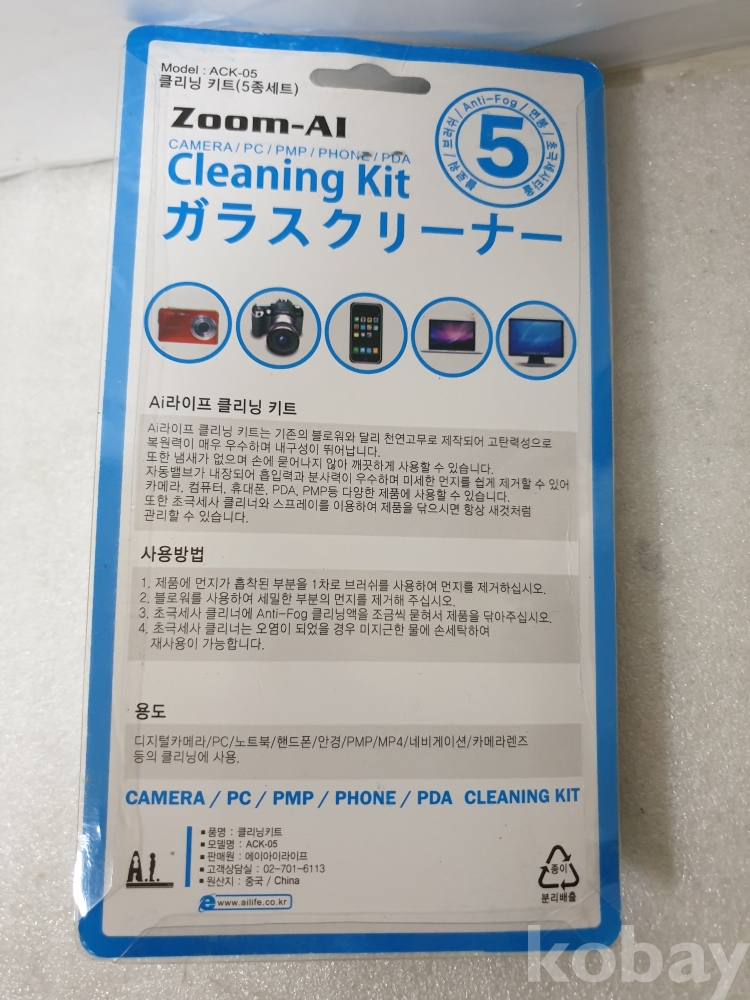 Model : ACK-05
클리닝 키트(5종세트)
Zoom-AI
CAMERA / PC / PMP / PHONE / PDA
Cleaning Kit
ガラスクリーナー
블로워 / 브러쉬 / Anti-Fog / 면봉 / 초극세사타올
5
Ai라이프 클리닝 키트
Ai라이프 클리닝 키트는 기존의 블로워와 달리 천연고무로 제작되어 고탄력성으로
복원력이 매우 우수하며 내구성이 뛰어납니다.
또한 냄새가 없으며 손에 묻어나지 않아 깨끗하게 사용할 수 있습니다.
자동밸브가 내장되어 흡입력과 분사력이 우수하며 미세한 먼지를 쉽게 제거할 수 있어
카메라, 컴퓨터, 휴대폰, PDA, PMP등 다양한 제품에 사용할 수 있습니다.
또한 초극세사 클리너와 스프레이를 이용하여 제품을 닦으시면 항상 새것처럼
관리할 수 있습니다.
사용방법
1. 제품에 먼지가 흡착된 부분을 1차로 브러쉬를 사용하여 먼지를 제거하십시오.
2. 블로워를 사용하여 세밀한 부분의 먼지를 제거해 주십시오.
3. 초극세사 클리너에 Anti-Fog 클리닝액을 조금씩 묻혀서 제품을 닦아주십시오.
4. 초극세사 클리너는 오염이 되었을 경우 미지근한 물에 손세탁하여
재사용이 가능합니다.
용도
디지털카메라/PC/노트북/핸드폰/안경/PMP/MP4/네비게이션/카메라렌즈
등의 클리닝에 사용.
CAMERA / PC / PMP / PHONE / PDA CLEANING KIT
A.i.
▪ 품명 : 클리닝키트
▪ 모델명 : ACK-05
▪ 판매원 : 에이아이라이프
▪ 고객상담실 : 02-701-6113
▪ 원산지 : 중국 / China
e www.ailife.co.kr
종이
분리배출
kobay